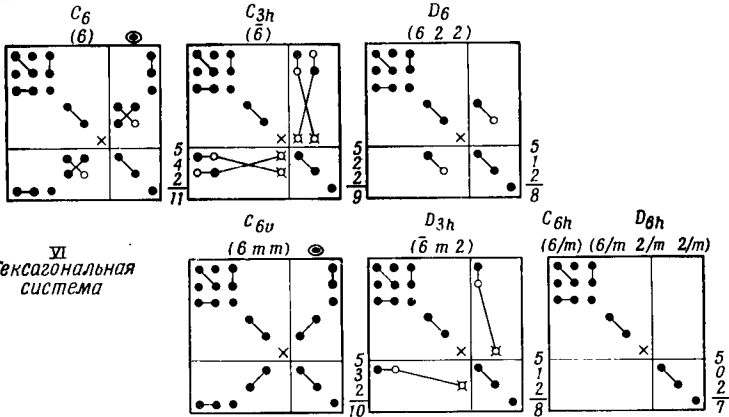 C6 C3h D6
(6) (6̄) (6 2 2)
5 4 2 11
5 2 2 9
5 1 2 8
C6v D3h C6h D6h
(6 m m) (6̄ m 2) (6/m) (6/m 2/m 2/m)
VI
Гексагональная
система
5 3 2 10
5 1 2 8
5 0 2 7